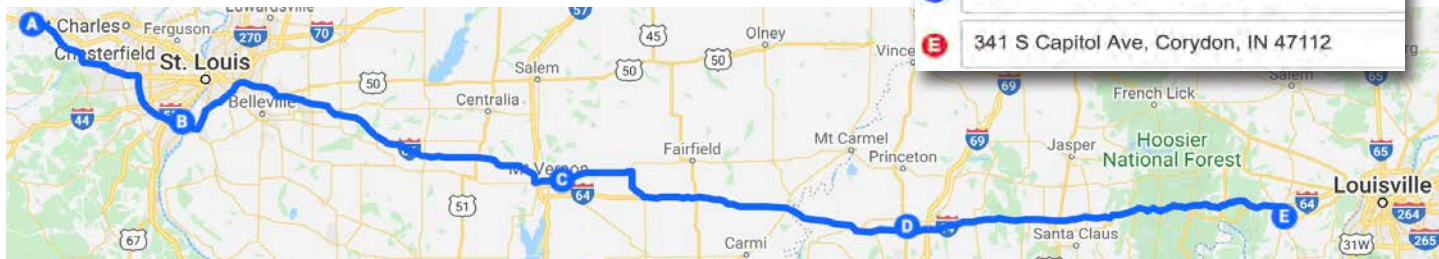 A
St Charles
Ferguson
Edwardsville
270
70
57
Chesterfield
St. Louis
50
45
Olney
50
50
Salem
Vince
E 341 S Capitol Ave, Corydon, IN 47112
Salem
65
69
French Lick
44
B
Belleville
Centralia
Mt Vernon
C
64
Fairfield
Mt Carmel
Princeton
69
Jasper
Hoosier
National Forest
65
Louisville
64
264
51
67
Carmi
D
Santa Claus
E
31W
265